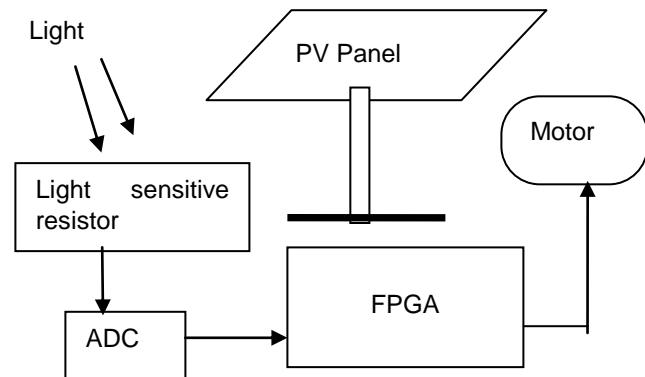 Light
PV Panel
Motor
Light sensitive
resistor
FPGA
ADC